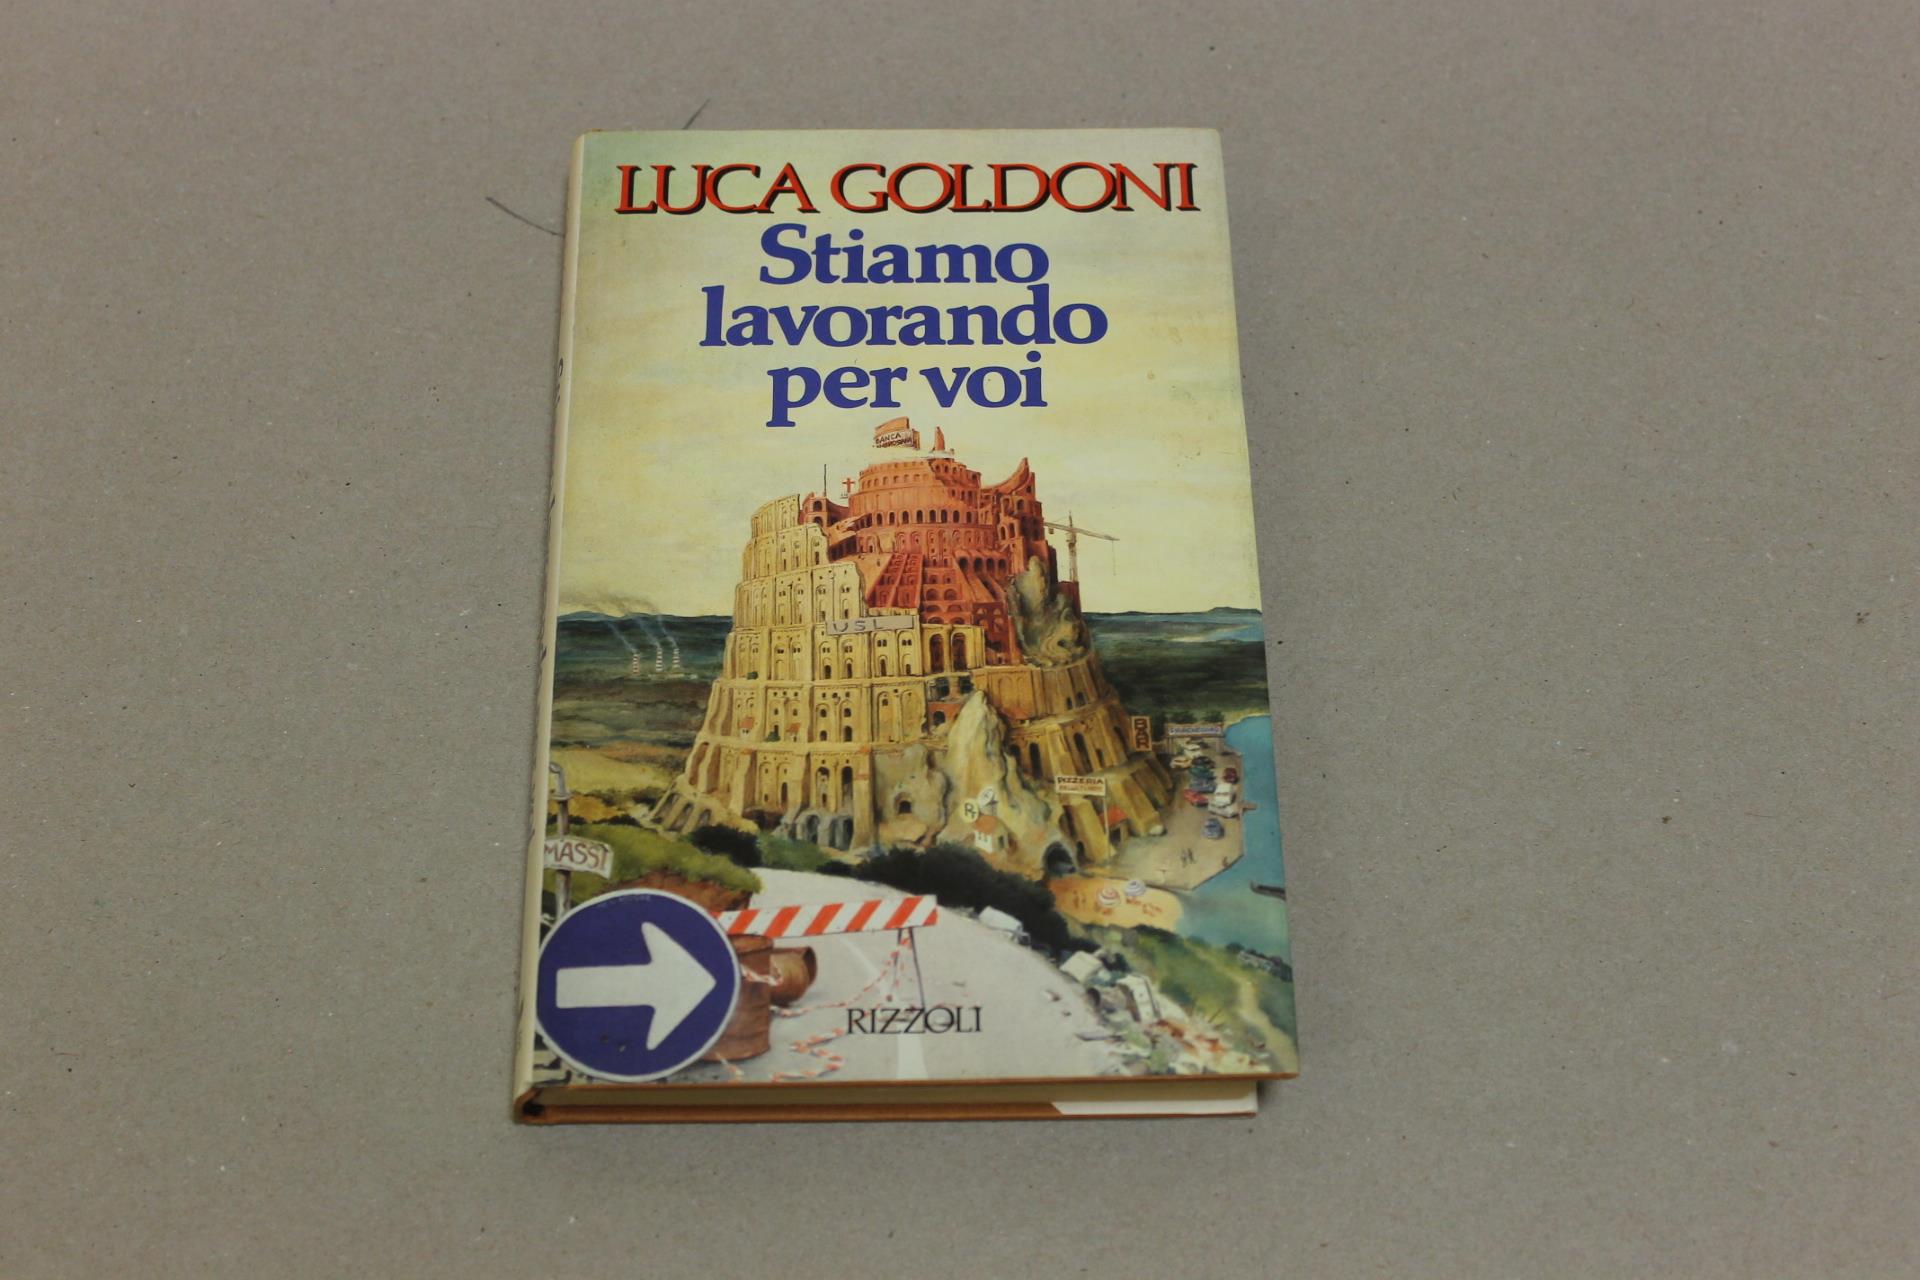 LUCA GOLDONI
Stiamo
lavorando
per voi
BANCA
USL
BAR
PIZZERIA
MASSI
RIZZOLI